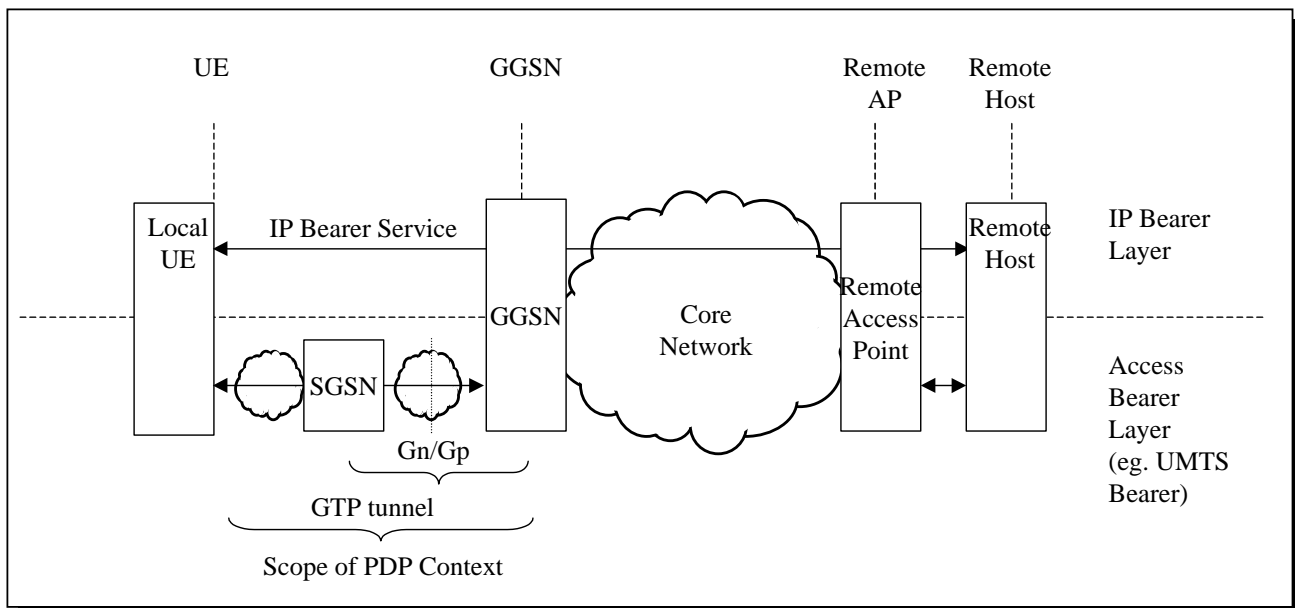 UE
GGSN
Remote
AP
Remote
Host
Local
UE
IP Bearer Service
Remote
Host
IP Bearer
Layer
GGSN
Core
Network
Remote
Access
Point
SGSN
Access
Bearer
Layer
(eg. UMTS
Bearer)
Gn/Gp
GTP tunnel
Scope of PDP Context